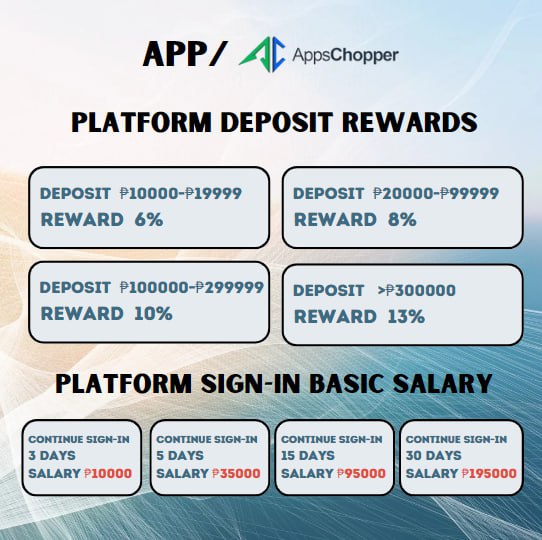 APP/ AppsChopper
PLATFORM DEPOSIT REWARDS
DEPOSIT ₱10000-₱19999
REWARD 6%
DEPOSIT ₱20000-₱99999
REWARD 8%
DEPOSIT ₱100000-₱299999
REWARD 10%
DEPOSIT >₱300000
REWARD 13%
PLATFORM SIGN-IN BASIC SALARY
CONTINUE SIGN-IN
3 DAYS
SALARY ₱10000
CONTINUE SIGN-IN
5 DAYS
SALARY ₱35000
CONTINUE SIGN-IN
15 DAYS
SALARY ₱95000
CONTINUE SIGN-IN
30 DAYS
SALARY ₱195000